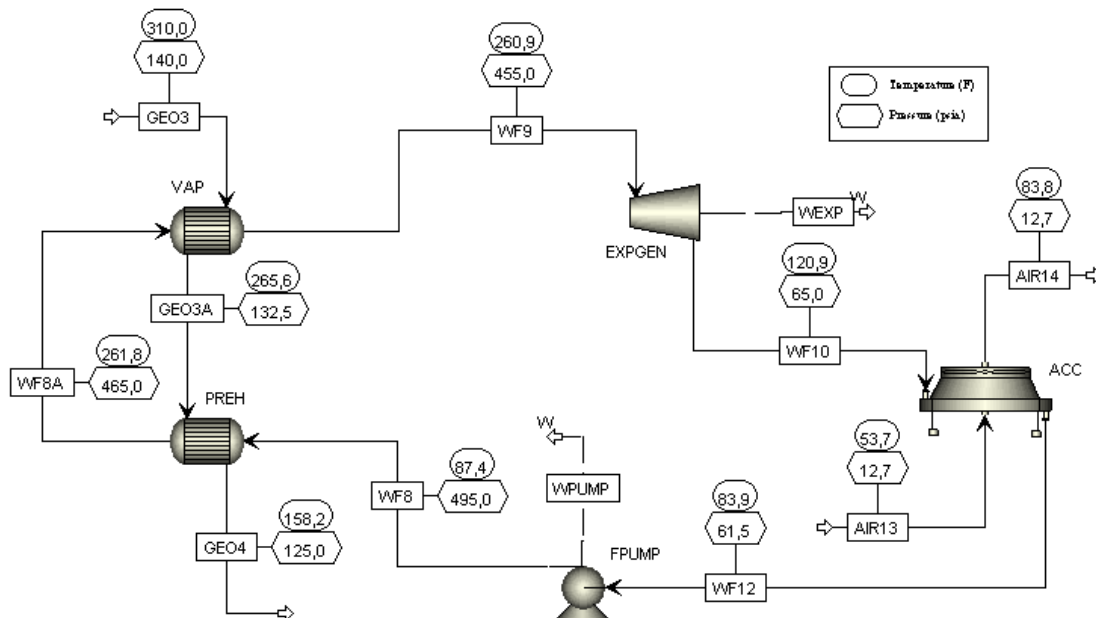 310,0
140,0
GEO3
260,9
455,0
WF9
Temperature (F)
Pressure (psia)
VAP
83,8
12,7
AIR14
W
WEXP
EXPGEN
120,9
65,0
WF10
265,6
GEO3A
132,5
261,8
WF8A
465,0
PREH
ACC
W
53,7
12,7
AIR13
87,4
WF8
495,0
WPUMP
83,9
61,5
WF12
158,2
GEO4
125,0
FPUMP